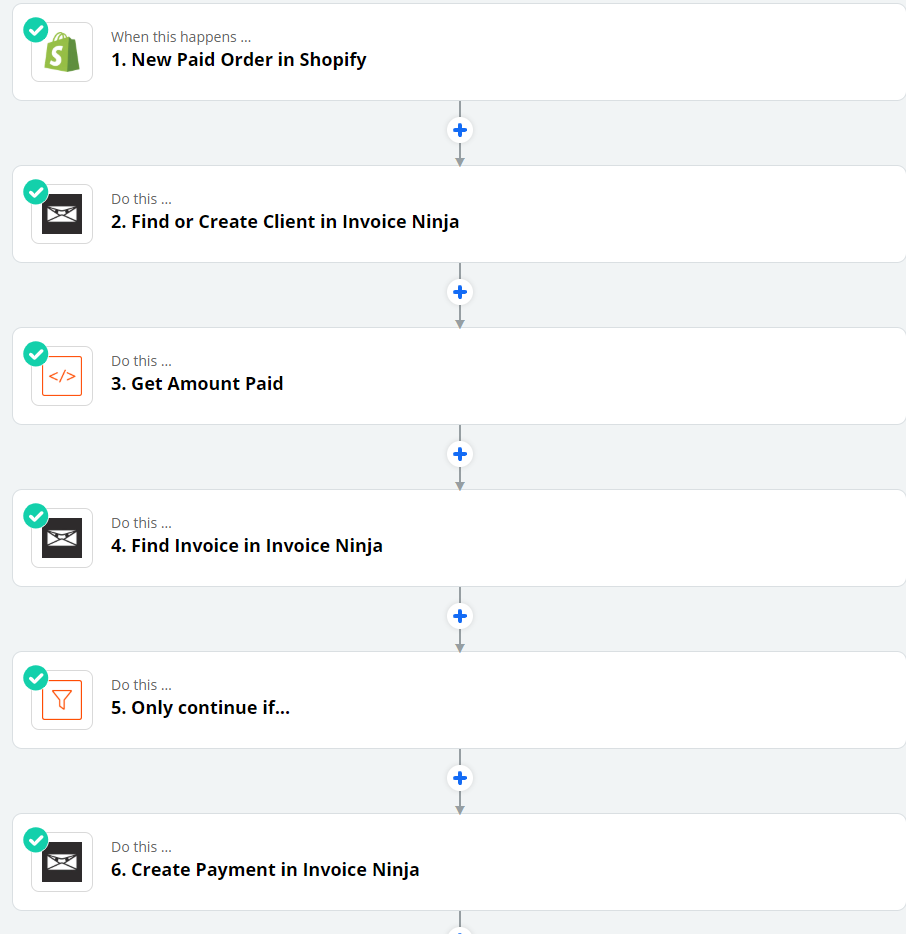 When this happens ...
1. New Paid Order in Shopify
Do this ...
2. Find or Create Client in Invoice Ninja
Do this ...
3. Get Amount Paid
Do this ...
4. Find Invoice in Invoice Ninja
Do this ...
5. Only continue if...
Do this ...
6. Create Payment in Invoice Ninja